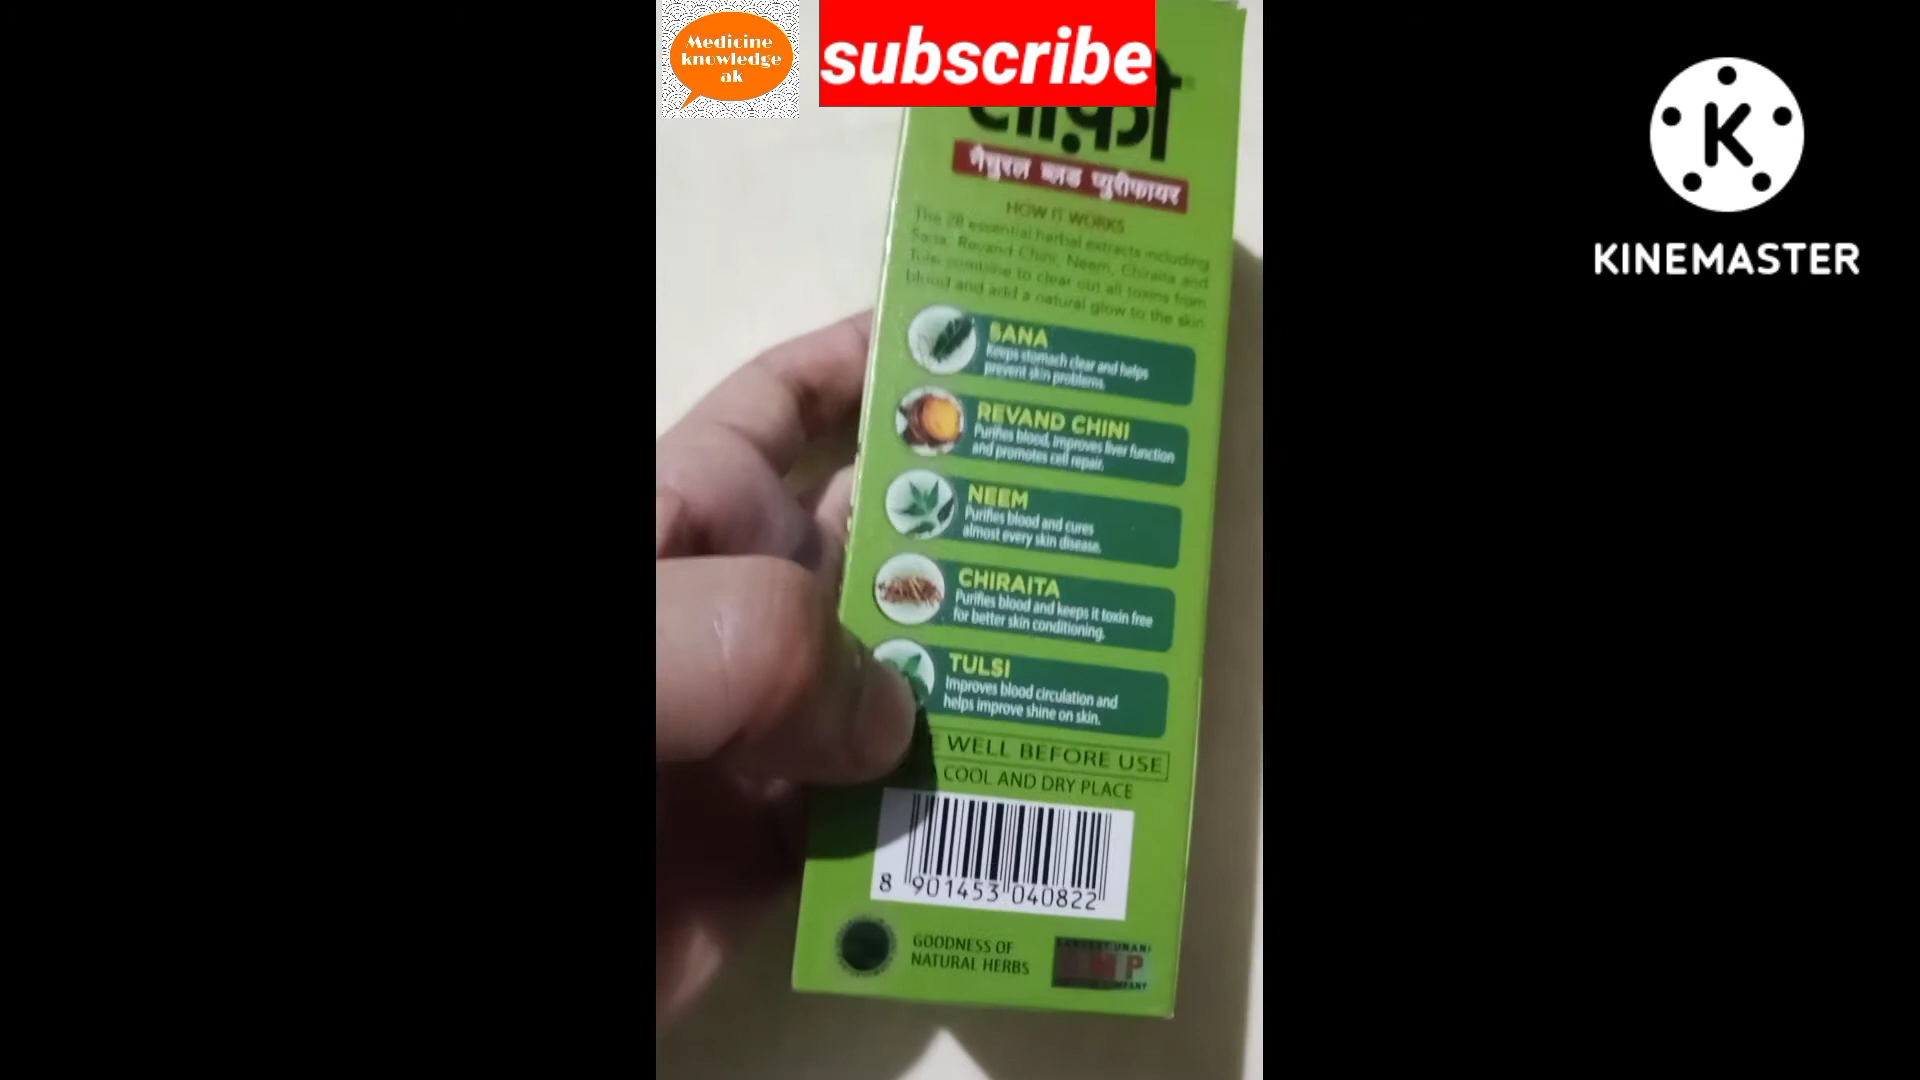 Medicine
knowledge
ak
subscribe
KINEMASTER
नैचुरल ब्लड प्युरीफायर
HOW IT WORKS
The 28 essential herbal extracts including
Sana, Revand Chini, Neem, Chiraita and
Tulsi combine to clear out all toxins from
blood and add a natural glow to the skin.
SANA
Keeps stomach clear and helps
prevent skin problems.
REVAND CHINI
Purifies blood, improves liver function
and promotes cell repair.
NEEM
Purifies blood and cures
almost every skin disease.
CHIRAITA
Purifies blood and keeps it toxin free
for better skin conditioning.
TULSI
Improves blood circulation and
helps improve shine on skin.
WELL BEFORE USE
COOL AND DRY PLACE
8 901453 040822
GOODNESS OF
NATURAL HERBS